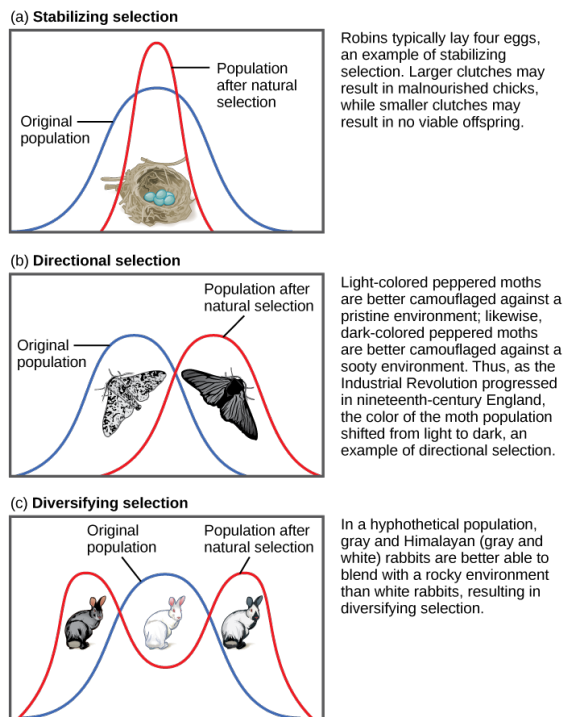 (a) Stabilizing selection
Population
after natural
selection
Original
population
Robins typically lay four eggs,
an example of stabilizing
selection. Larger clutches may
result in malnourished chicks,
while smaller clutches may
result in no viable offspring.
(b) Directional selection
Population after
natural selection
Original
population
Light-colored peppered moths
are better camouflaged against a
pristine environment; likewise,
dark-colored peppered moths
are better camouflaged against a
sooty environment. Thus, as the
Industrial Revolution progressed
in nineteenth-century England,
the color of the moth population
shifted from light to dark, an
example of directional selection.
(c) Diversifying selection
Original
population
Population after
natural selection
In a hyphothetical population,
gray and Himalayan (gray and
white) rabbits are better able to
blend with a rocky environment
than white rabbits, resulting in
diversifying selection.